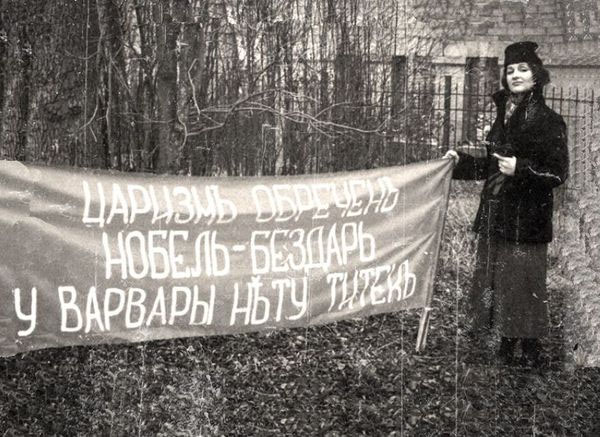 ЦАРИЗМЪ ОБРЕЧЕНЪ
НОБЕЛЬ-БЕЗДАРЬ
У ВАРВАРЫ НѢТУ ТИТЕКЪ